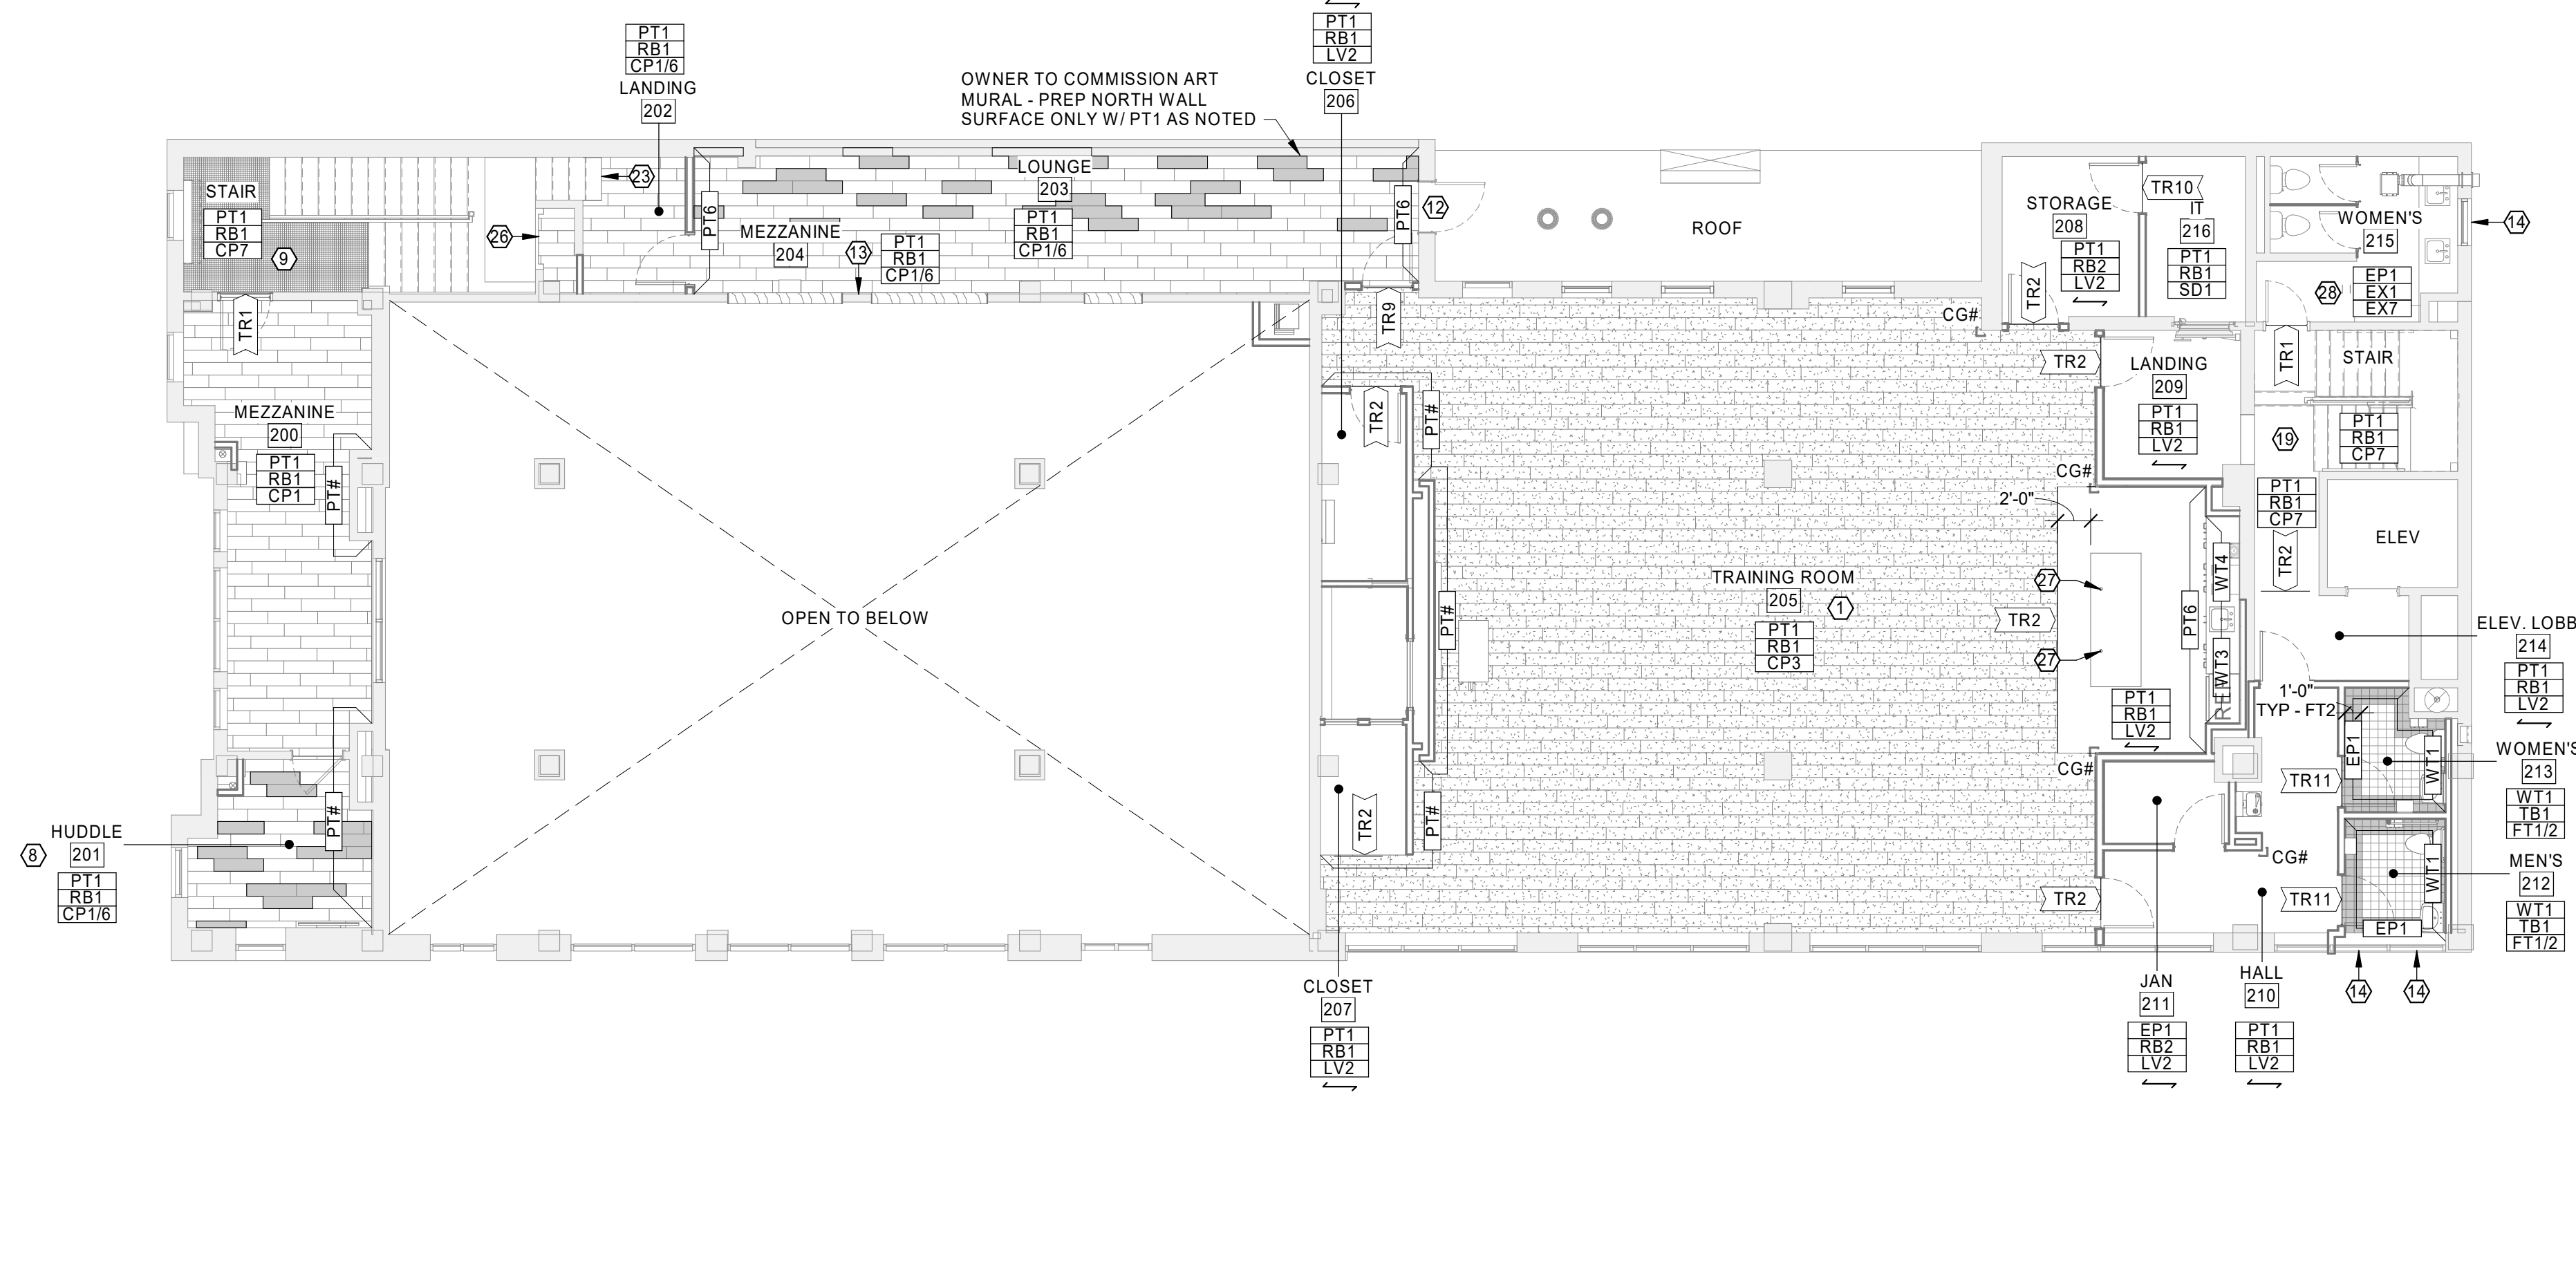 PT1
RB1
CP1/6
LANDING
202
OWNER TO COMMISSION ART
MURAL - PREP NORTH WALL
SURFACE ONLY W/ PT1 AS NOTED
PT1
RB1
LV2
CLOSET
206
STAIR
PT1
RB1
CP7
9
23
26
PT6
LOUNGE
203
PT1
RB1
CP1/6
MEZZANINE
204
13
PT1
RB1
CP1/6
PT6
12
ROOF
STORAGE
208
PT1
RB2
LV2
TR2
TR10
IT
216
PT1
RB1
SD1
WOMEN'S
215
EP1
EX1
EX7
28
14
TR1
TR9
CG#
TR1
STAIR
TR2
LANDING
209
PT1
RB1
LV2
19
PT1
RB1
CP7
MEZZANINE
200
PT1
RB1
CP1
PT#
TR2
PT#
CG#
2'-0"
PT1
RB1
CP7
TR2
ELEV
WT4
OPEN TO BELOW
PT#
TRAINING ROOM
205
1
PT1
RB1
CP3
27
TR2
27
PT6
WT3
PT1
RB1
LV2
ELEV. LOBB
214
PT1
RB1
LV2
1'-0"
TYP - FT2
EP1
WT1
WOMEN'S
213
WT1
TB1
FT1/2
CG#
TR11
HUDDLE
201
8
PT1
RB1
CP1/6
PT#
TR2
PT#
CG#
WT1
MEN'S
212
WT1
TB1
FT1/2
TR2
TR11
EP1
CLOSET
207
PT1
RB1
LV2
JAN
211
EP1
RB2
LV2
HALL
210
PT1
RB1
LV2
14
14